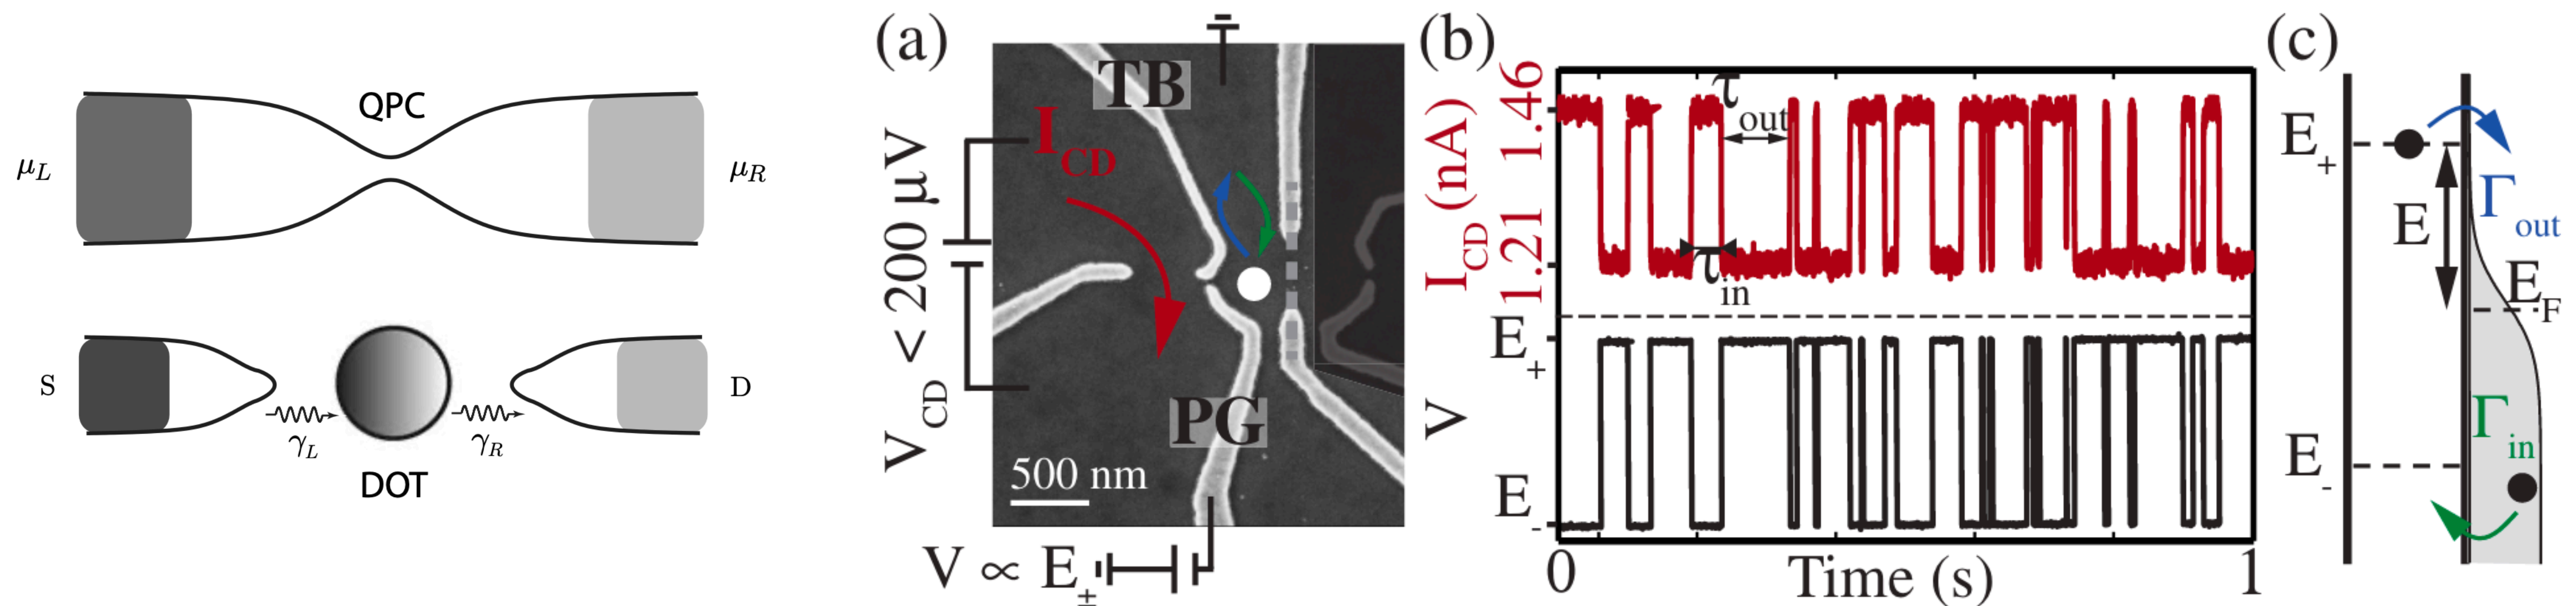 QPC
μL
μR
S
D
γL
γR
DOT
(a)
TB
ICD
VCD < 200 μV
PG
500 nm
V ∝ E±
(b)
ICD (nA)
1.46
1.21
τout
τin
V
E+
E-
0
Time (s)
1
(c)
E+
E
Γout
EF
Γin
E-